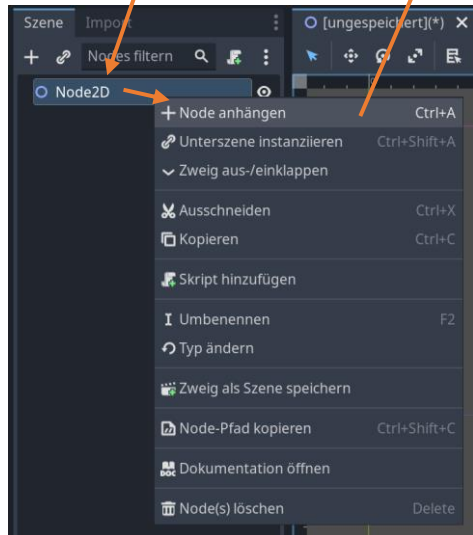 Szene Import [ungespeichert](*)
Nodes filtern
Node2D
Node anhängen Ctrl+A
Unterszene instanziieren Ctrl+Shift+A
Zweig aus-/einklappen
Ausschneiden Ctrl+X
Kopieren Ctrl+C
Skript hinzufügen
Umbenennen F2
Typ ändern
Zweig als Szene speichern
Node-Pfad kopieren Ctrl+Shift+C
Dokumentation öffnen
Node(s) löschen Delete